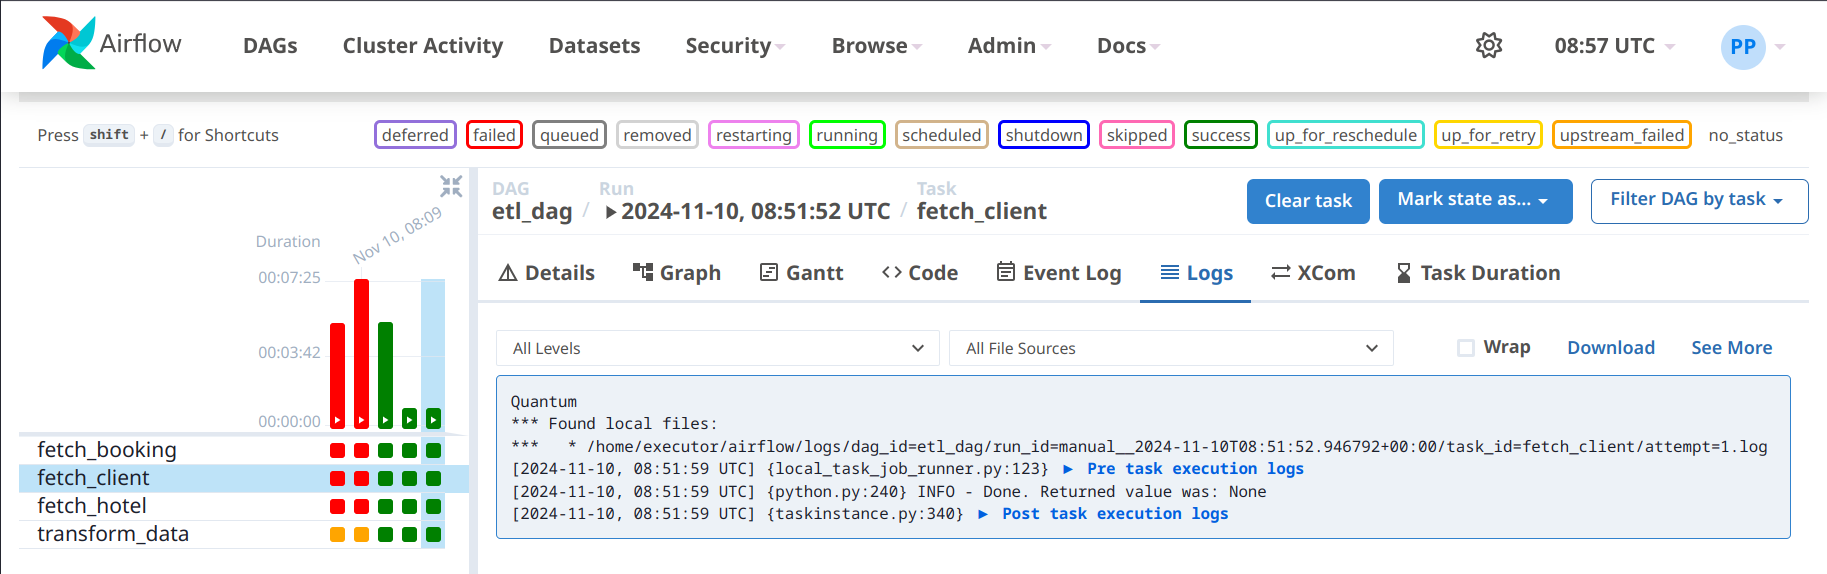 Airflow DAGs Cluster Activity Datasets Security Browse Admin Docs 08:57 UTC PP
Press shift + / for Shortcuts deferred failed queued removed restarting running scheduled shutdown skipped success up_for_reschedule up_for_retry upstream_failed no_status
DAG Run Task
etl_dag / 2024-11-10, 08:51:52 UTC / fetch_client Clear task Mark state as... Filter DAG by task
Nov 10, 08:09
Duration
00:07:25
00:03:42
00:00:00
fetch_booking
fetch_client
fetch_hotel
transform_data
Details Graph Gantt Code Event Log Logs XCom Task Duration
All Levels All File Sources Wrap Download See More
Quantum
*** Found local files:
***   * /home/executor/airflow/logs/dag_id=etl_dag/run_id=manual__2024-11-10T08:51:52.946792+00:00/task_id=fetch_client/attempt=1.log
[2024-11-10, 08:51:59 UTC] {local_task_job_runner.py:123} ▶ Pre task execution logs
[2024-11-10, 08:51:59 UTC] {python.py:240} INFO - Done. Returned value was: None
[2024-11-10, 08:51:59 UTC] {taskinstance.py:340} ▶ Post task execution logs